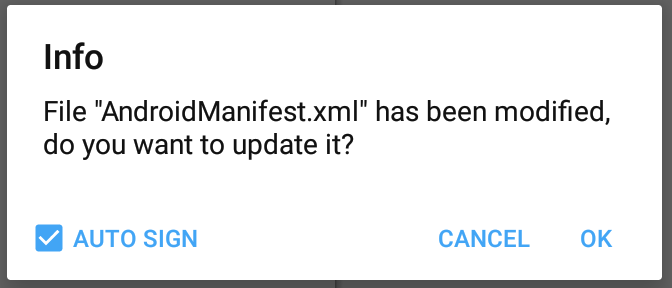 Info
File "AndroidManifest.xml" has been modified,
do you want to update it?
AUTO SIGN CANCEL OK